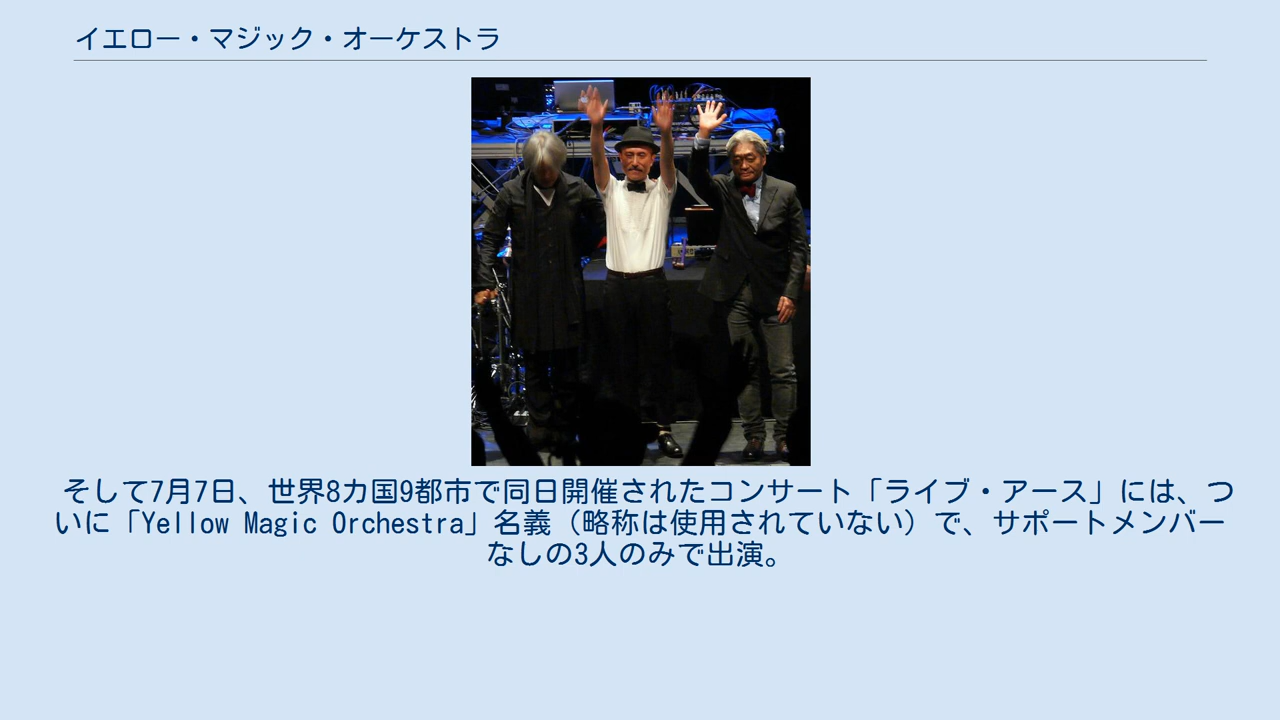 イエロー・マジック・オーケストラ
そして7月7日、世界8カ国9都市で同日開催されたコンサート「ライブ・アース」には、つ
いに「Yellow Magic Orchestra」名義（略称は使用されていない）で、サポートメンバー
なしの3人のみで出演。